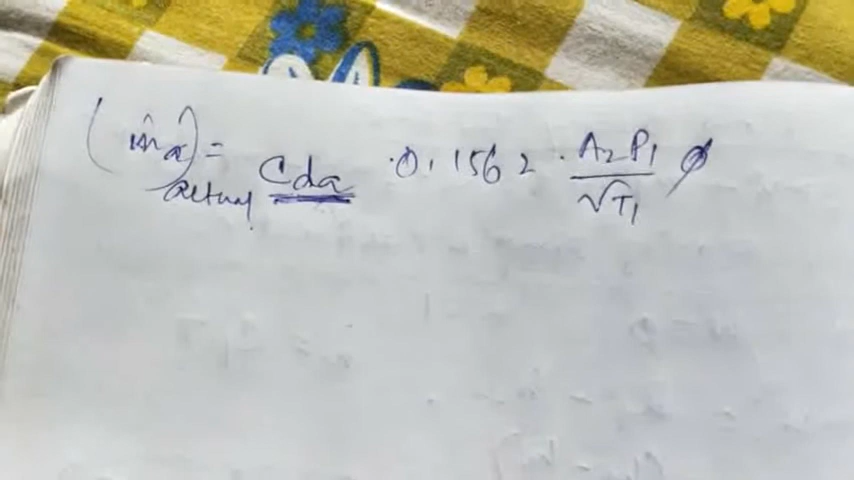 (ṁa)actual = Cda · 0.1562 · A₂P₁/√T₁ ϕ